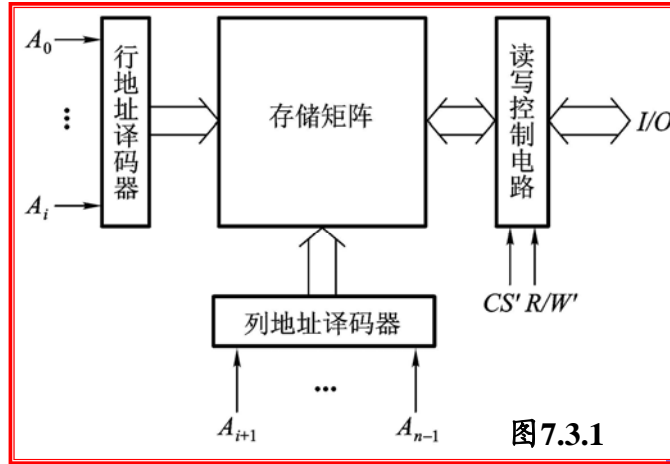 A₀
⋮
Aᵢ
行地址译码器
存储矩阵
读写控制电路
I/O
CS' R/W'
列地址译码器
...
Aᵢ₊₁
Aₙ₋₁
图7.3.1